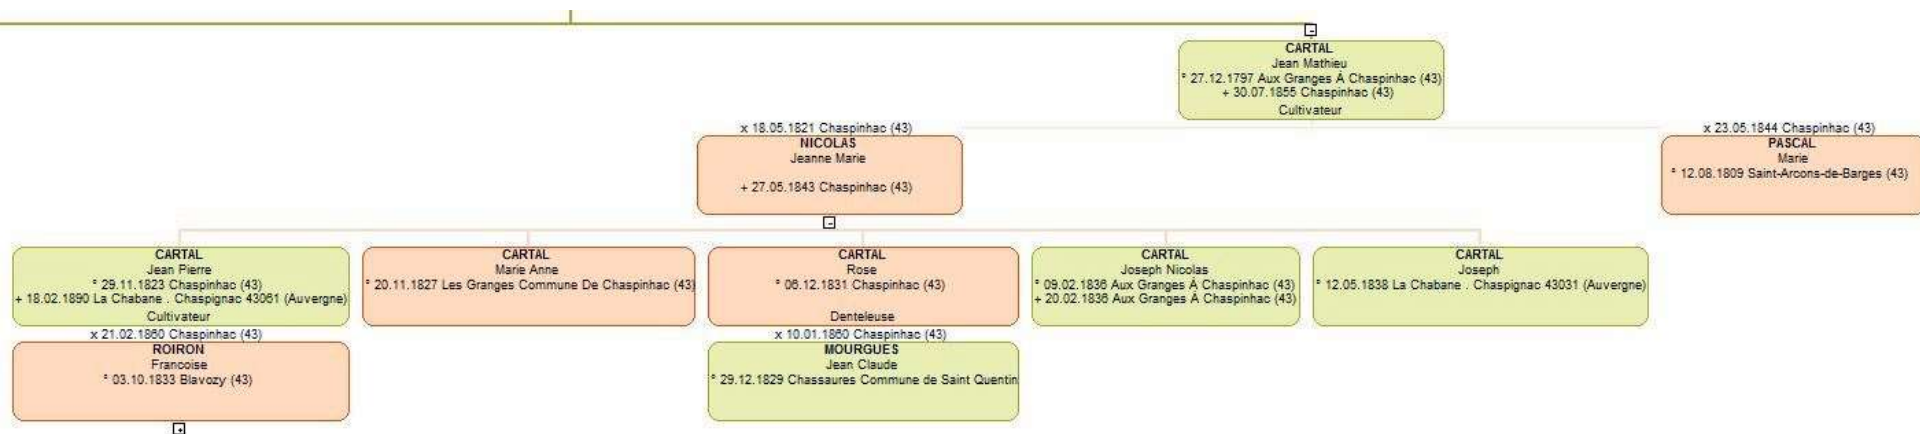 CARTAL
Jean Mathieu
° 27.12.1797 Aux Granges À Chaspinhac (43)
+ 30.07.1855 Chaspinhac (43)
Cultivateur
x 18.05.1821 Chaspinhac (43)
NICOLAS
Jeanne Marie
+ 27.05.1843 Chaspinhac (43)
x 23.05.1844 Chaspinhac (43)
PASCAL
Marie
° 12.08.1809 Saint-Arcons-de-Barges (43)
CARTAL
Jean Pierre
° 29.11.1823 Chaspinhac (43)
+ 18.02.1890 La Chabane . Chaspignac 43061 (Auvergne)
Cultivateur
x 21.02.1860 Chaspinhac (43)
ROIRON
Francoise
° 03.10.1833 Blavozy (43)
CARTAL
Marie Anne
° 20.11.1827 Les Granges Commune De Chaspinhac (43)
CARTAL
Rose
° 06.12.1831 Chaspinhac (43)
Denteleuse
x 10.01.1860 Chaspinhac (43)
MOURGUES
Jean Claude
° 29.12.1829 Chassaures Commune de Saint Quentin
CARTAL
Joseph Nicolas
° 09.02.1836 Aux Granges À Chaspinhac (43)
+ 20.02.1836 Aux Granges À Chaspinhac (43)
CARTAL
Joseph
° 12.05.1838 La Chabane . Chaspignac 43031 (Auvergne)